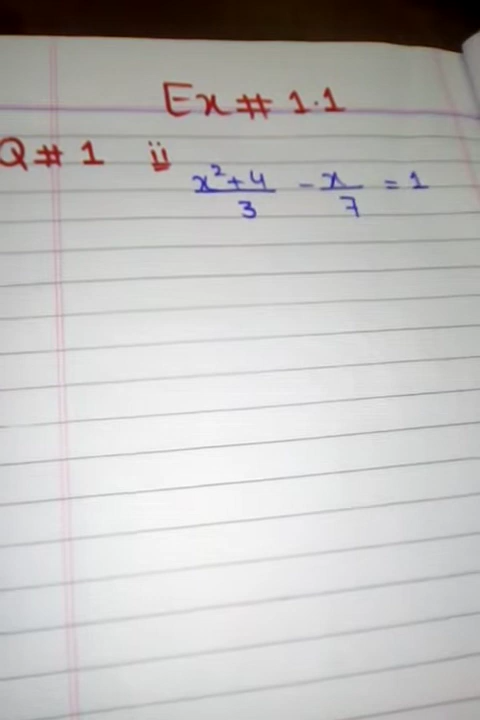 Ex # 1.1
Q # 1 ii x²+4/3 - x/7 = 1